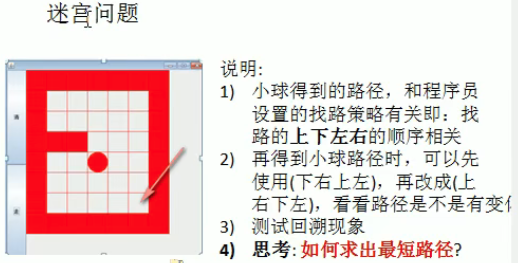 迷宫问题
说明:
1) 小球得到的路径，和程序员
设置的找路策略有关即：找
路的上下左右的顺序相关
2) 再得到小球路径时，可以先
使用(下右上左)，再改成(上
右下左)，看看路径是不是有变化
3) 测试回溯现象
4) 思考: 如何求出最短路径?